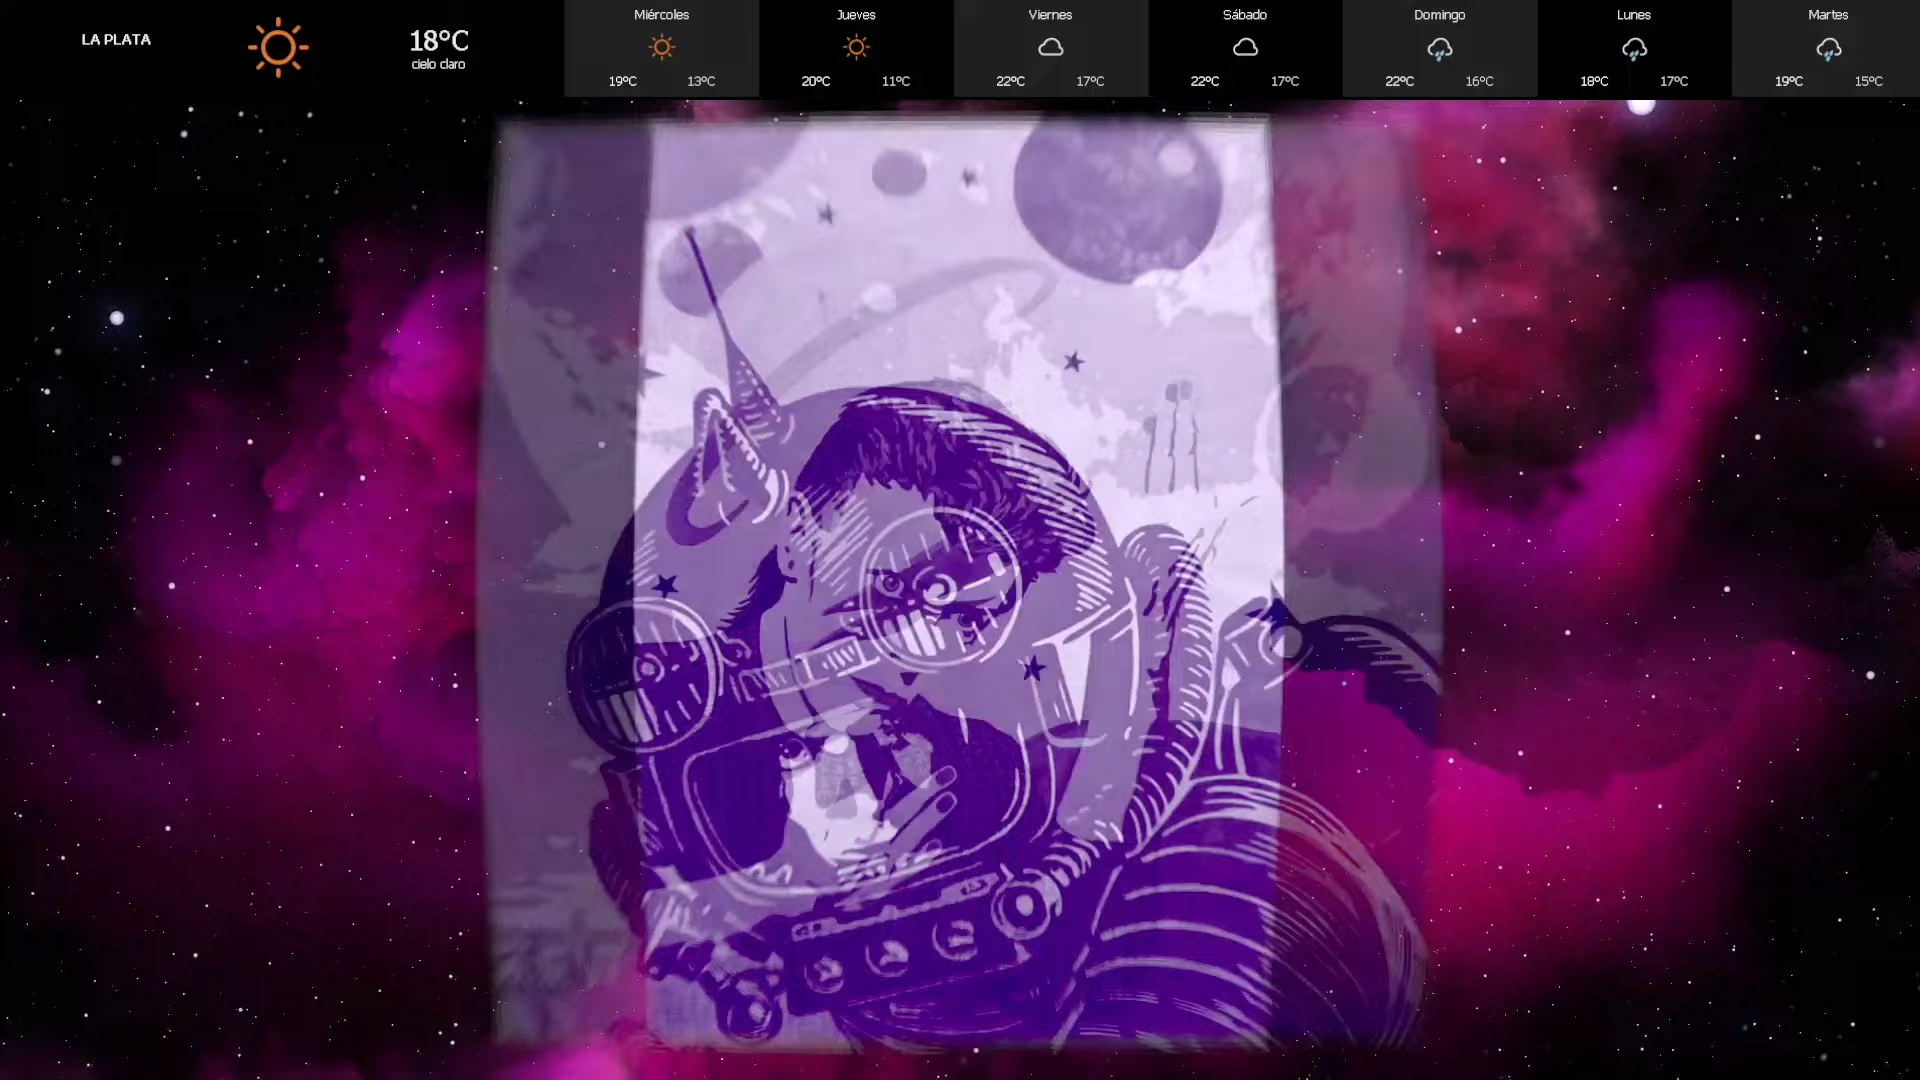 LA PLATA
18°C
cielo claro
Miércoles
19°C 13°C
Jueves
20°C 11°C
Viernes
22°C 17°C
Sábado
22°C 17°C
Domingo
22°C 16°C
Lunes
18°C 17°C
Martes
19°C 15°C